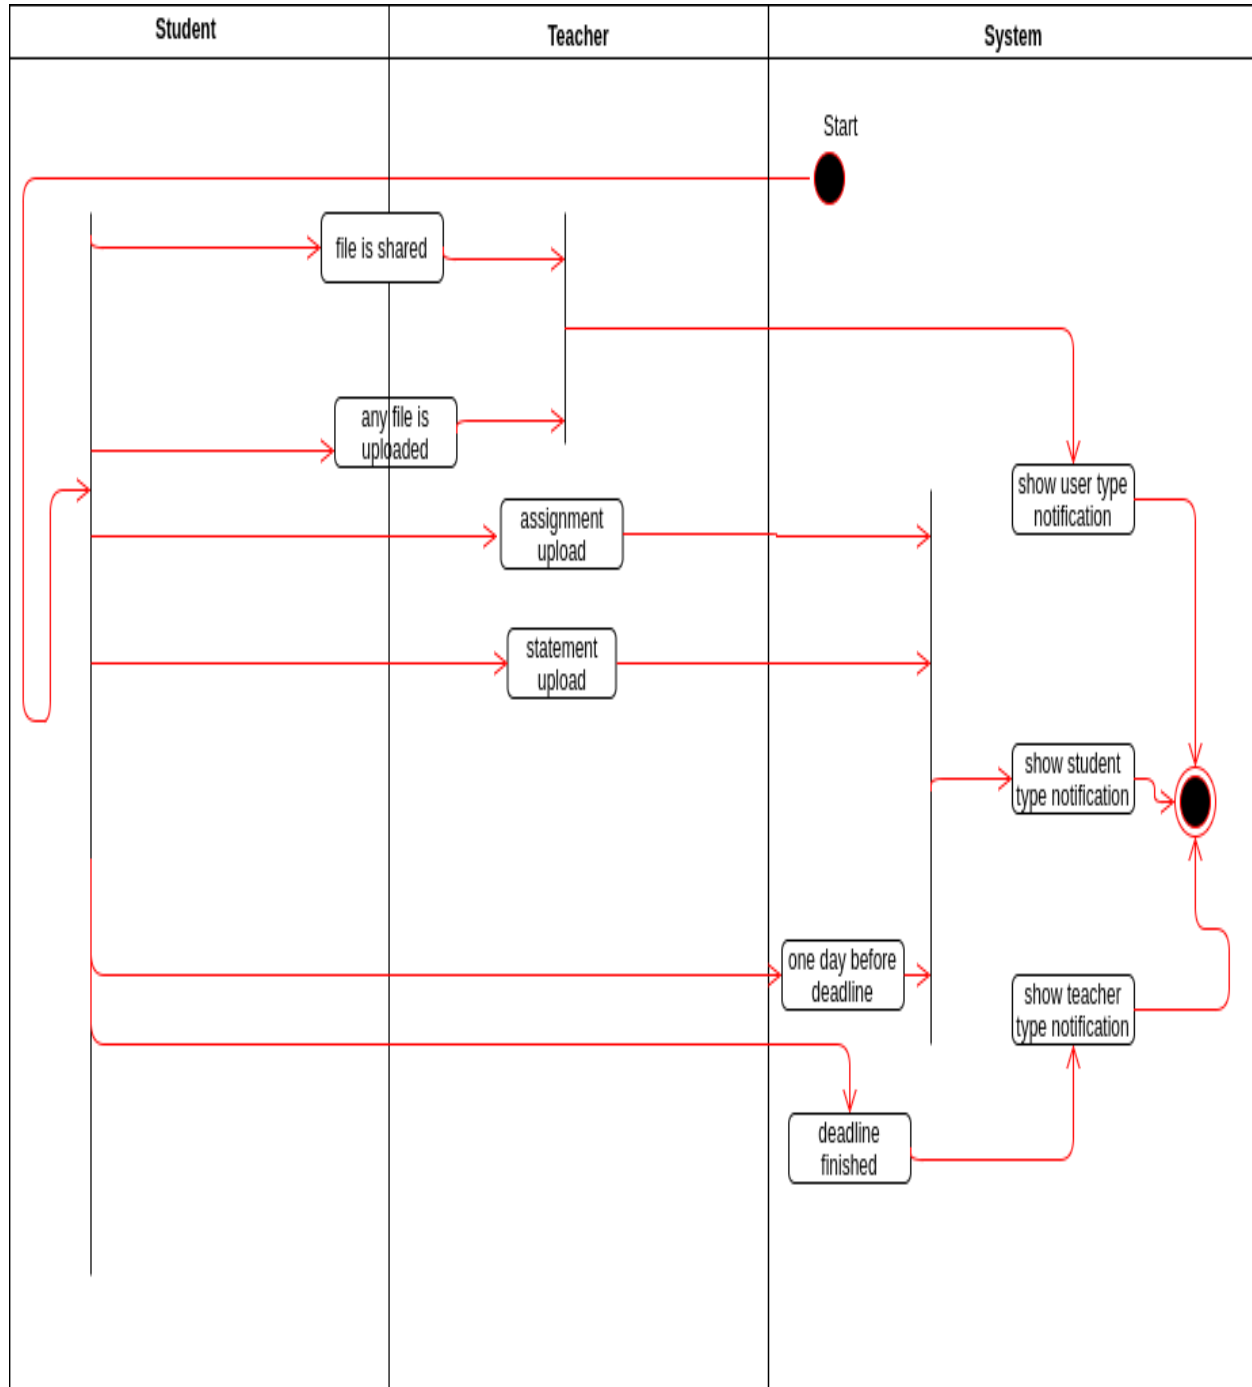 Student
Teacher
System
Start
file is shared
any file is
uploaded
show user type
notification
assignment
upload
statement
upload
show student
type notification
one day before
deadline
show teacher
type notification
deadline
finished